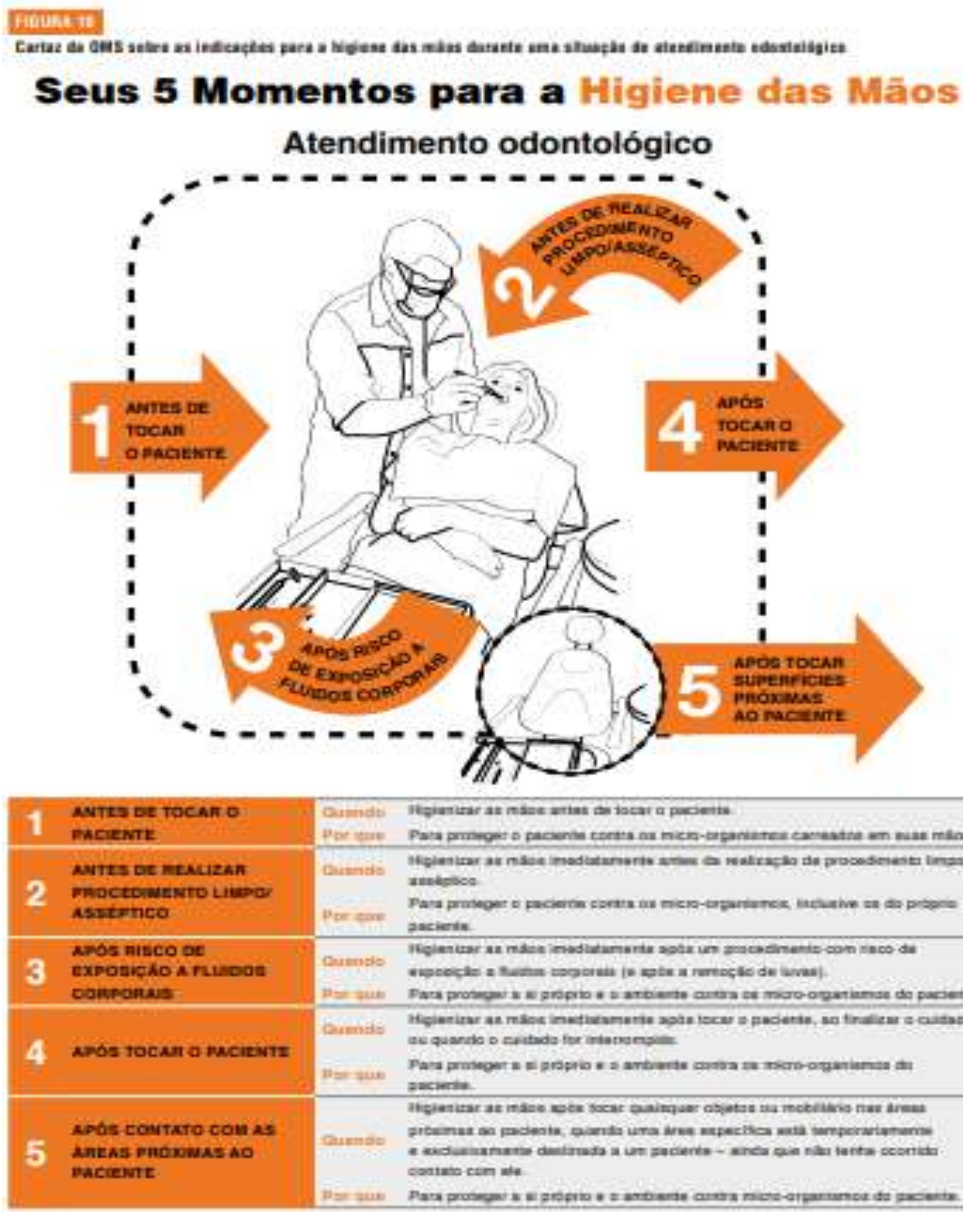 FIGURA 10
Cartaz da OMS sobre as indicações para a higiene das mãos durante uma situação de atendimento odontológico
Seus 5 Momentos para a Higiene das Mãos
Atendimento odontológico
2
ANTES DE REALIZAR
PROCEDIMENTO
LIMPO/ASSÉPTICO
1
ANTES DE
TOCAR
O PACIENTE
4
APÓS
TOCAR O
PACIENTE
3
APÓS RISCO
DE EXPOSIÇÃO A
FLUIDOS CORPORAIS
5
APÓS TOCAR
SUPERFÍCIES
PRÓXIMAS
AO PACIENTE
1
ANTES DE TOCAR O
PACIENTE
Quando Higienizar as mãos antes de tocar o paciente.
Por que Para proteger o paciente contra os micro-organismos carreados em suas mão
2
ANTES DE REALIZAR
PROCEDIMENTO LIMPO/
ASSÉPTICO
Quando Higienizar as mãos imediatamente antes da realização de procedimento limpo
asséptico.
Por que Para proteger o paciente contra os micro-organismos, inclusive os do próprio
paciente.
3
APÓS RISCO DE
EXPOSIÇÃO A FLUIDOS
CORPORAIS
Quando Higienizar as mãos imediatamente após um procedimento com risco de
exposição a fluidos corporais (e após a remoção de luvas).
Por que Para proteger a si próprio e o ambiente contra os micro-organismos do pacien
4
APÓS TOCAR O PACIENTE
Quando Higienizar as mãos imediatamente após tocar o paciente, ao finalizar o cuidad
ou quando o cuidado for interrompido.
Por que Para proteger a si próprio e o ambiente contra os micro-organismos do
paciente.
5
APÓS CONTATO COM AS
ÁREAS PRÓXIMAS AO
PACIENTE
Quando Higienizar as mãos após tocar quaisquer objetos ou mobiliário nas áreas
próximas ao paciente, quando uma área específica está temporariamente
e exclusivamente destinada a um paciente – ainda que não tenha ocorrido
contato com ele.
Por que Para proteger a si próprio e o ambiente contra micro-organismos do paciente.